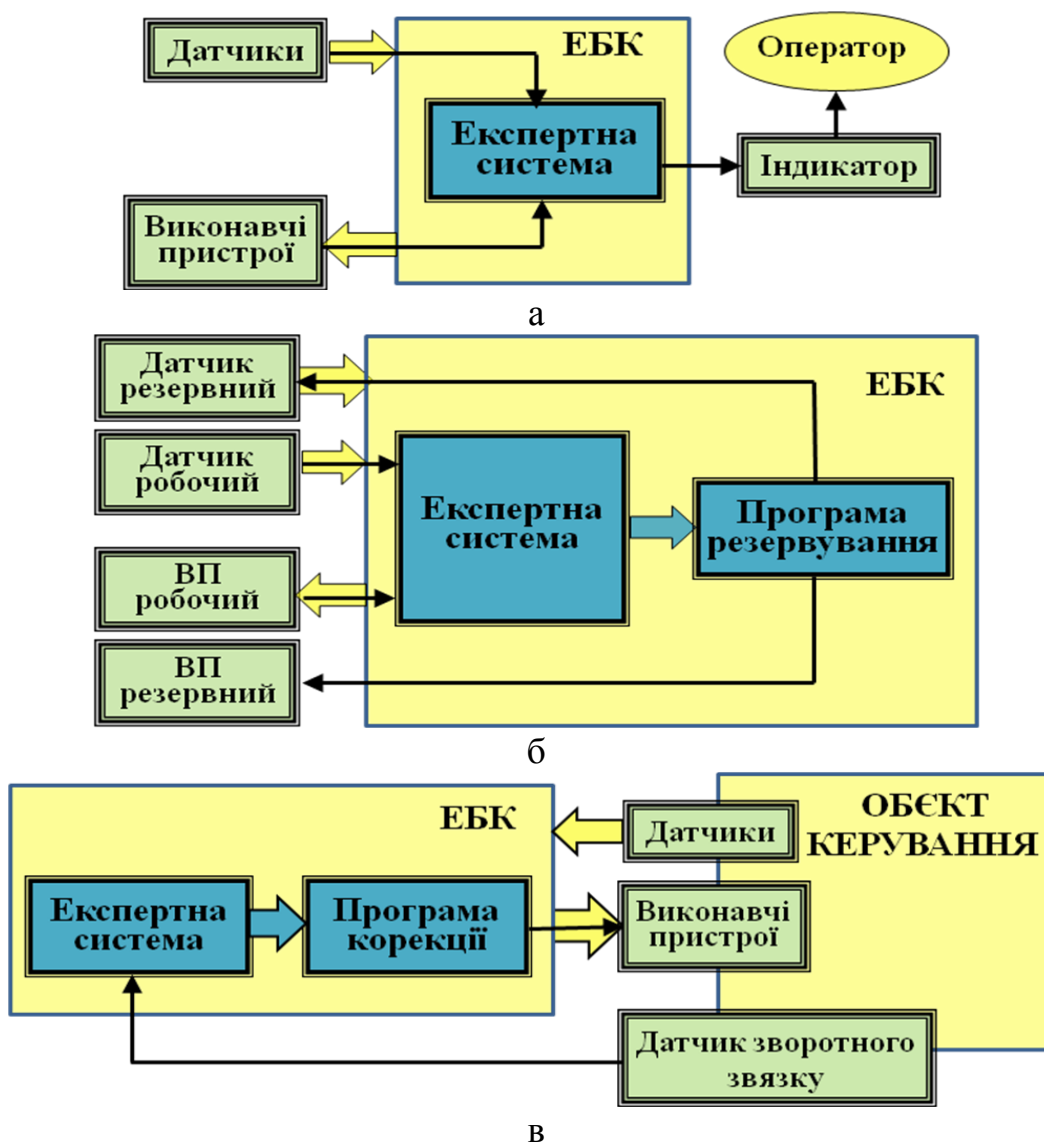 Датчики
ЕБК
Оператор
Експертна
система
Індикатор
Виконавчі
пристрої
а
Датчик
резервний
ЕБК
Датчик
робочий
Експертна
система
Програма
резервування
ВП
робочий
ВП
резервний
б
ЕБК
Датчики
ОБЄКТ
КЕРУВАННЯ
Експертна
система
Програма
корекції
Виконавчі
пристрої
Датчик зворотного
звязку
в